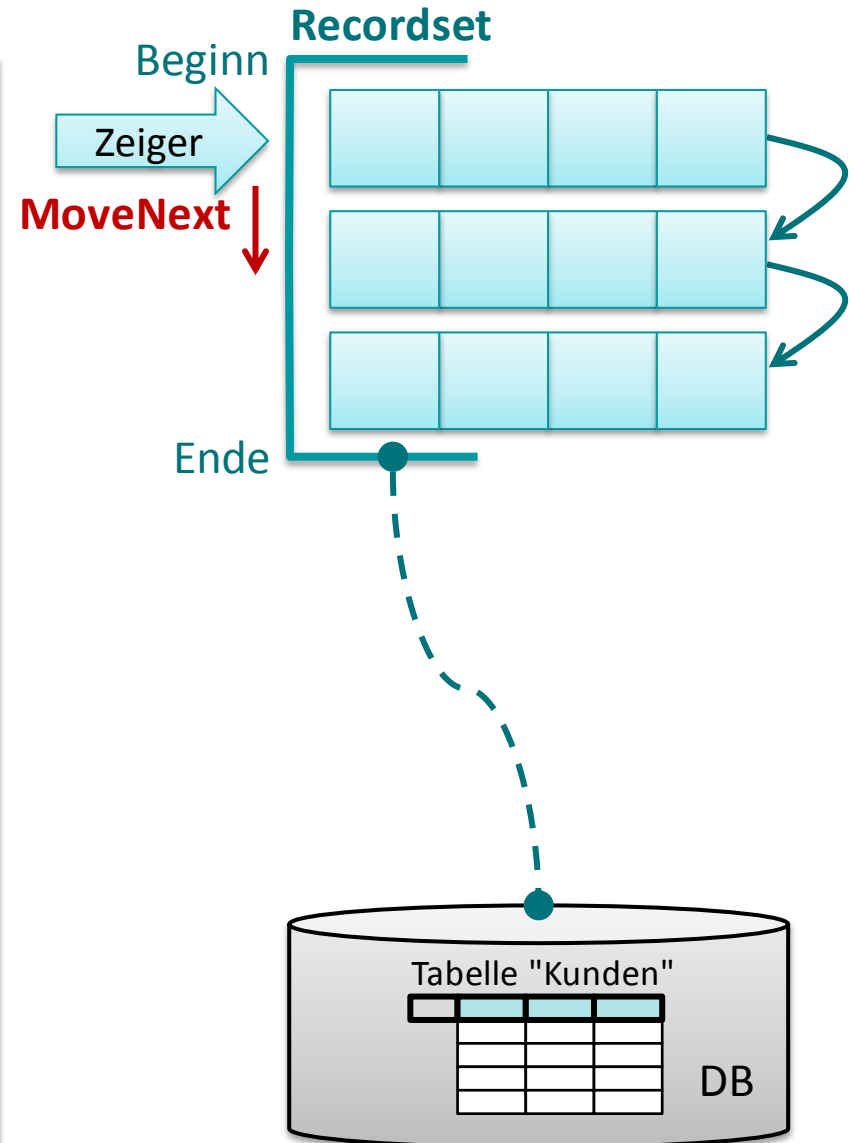 Recordset
Beginn
Zeiger
MoveNext
Ende
Tabelle "Kunden"
DB